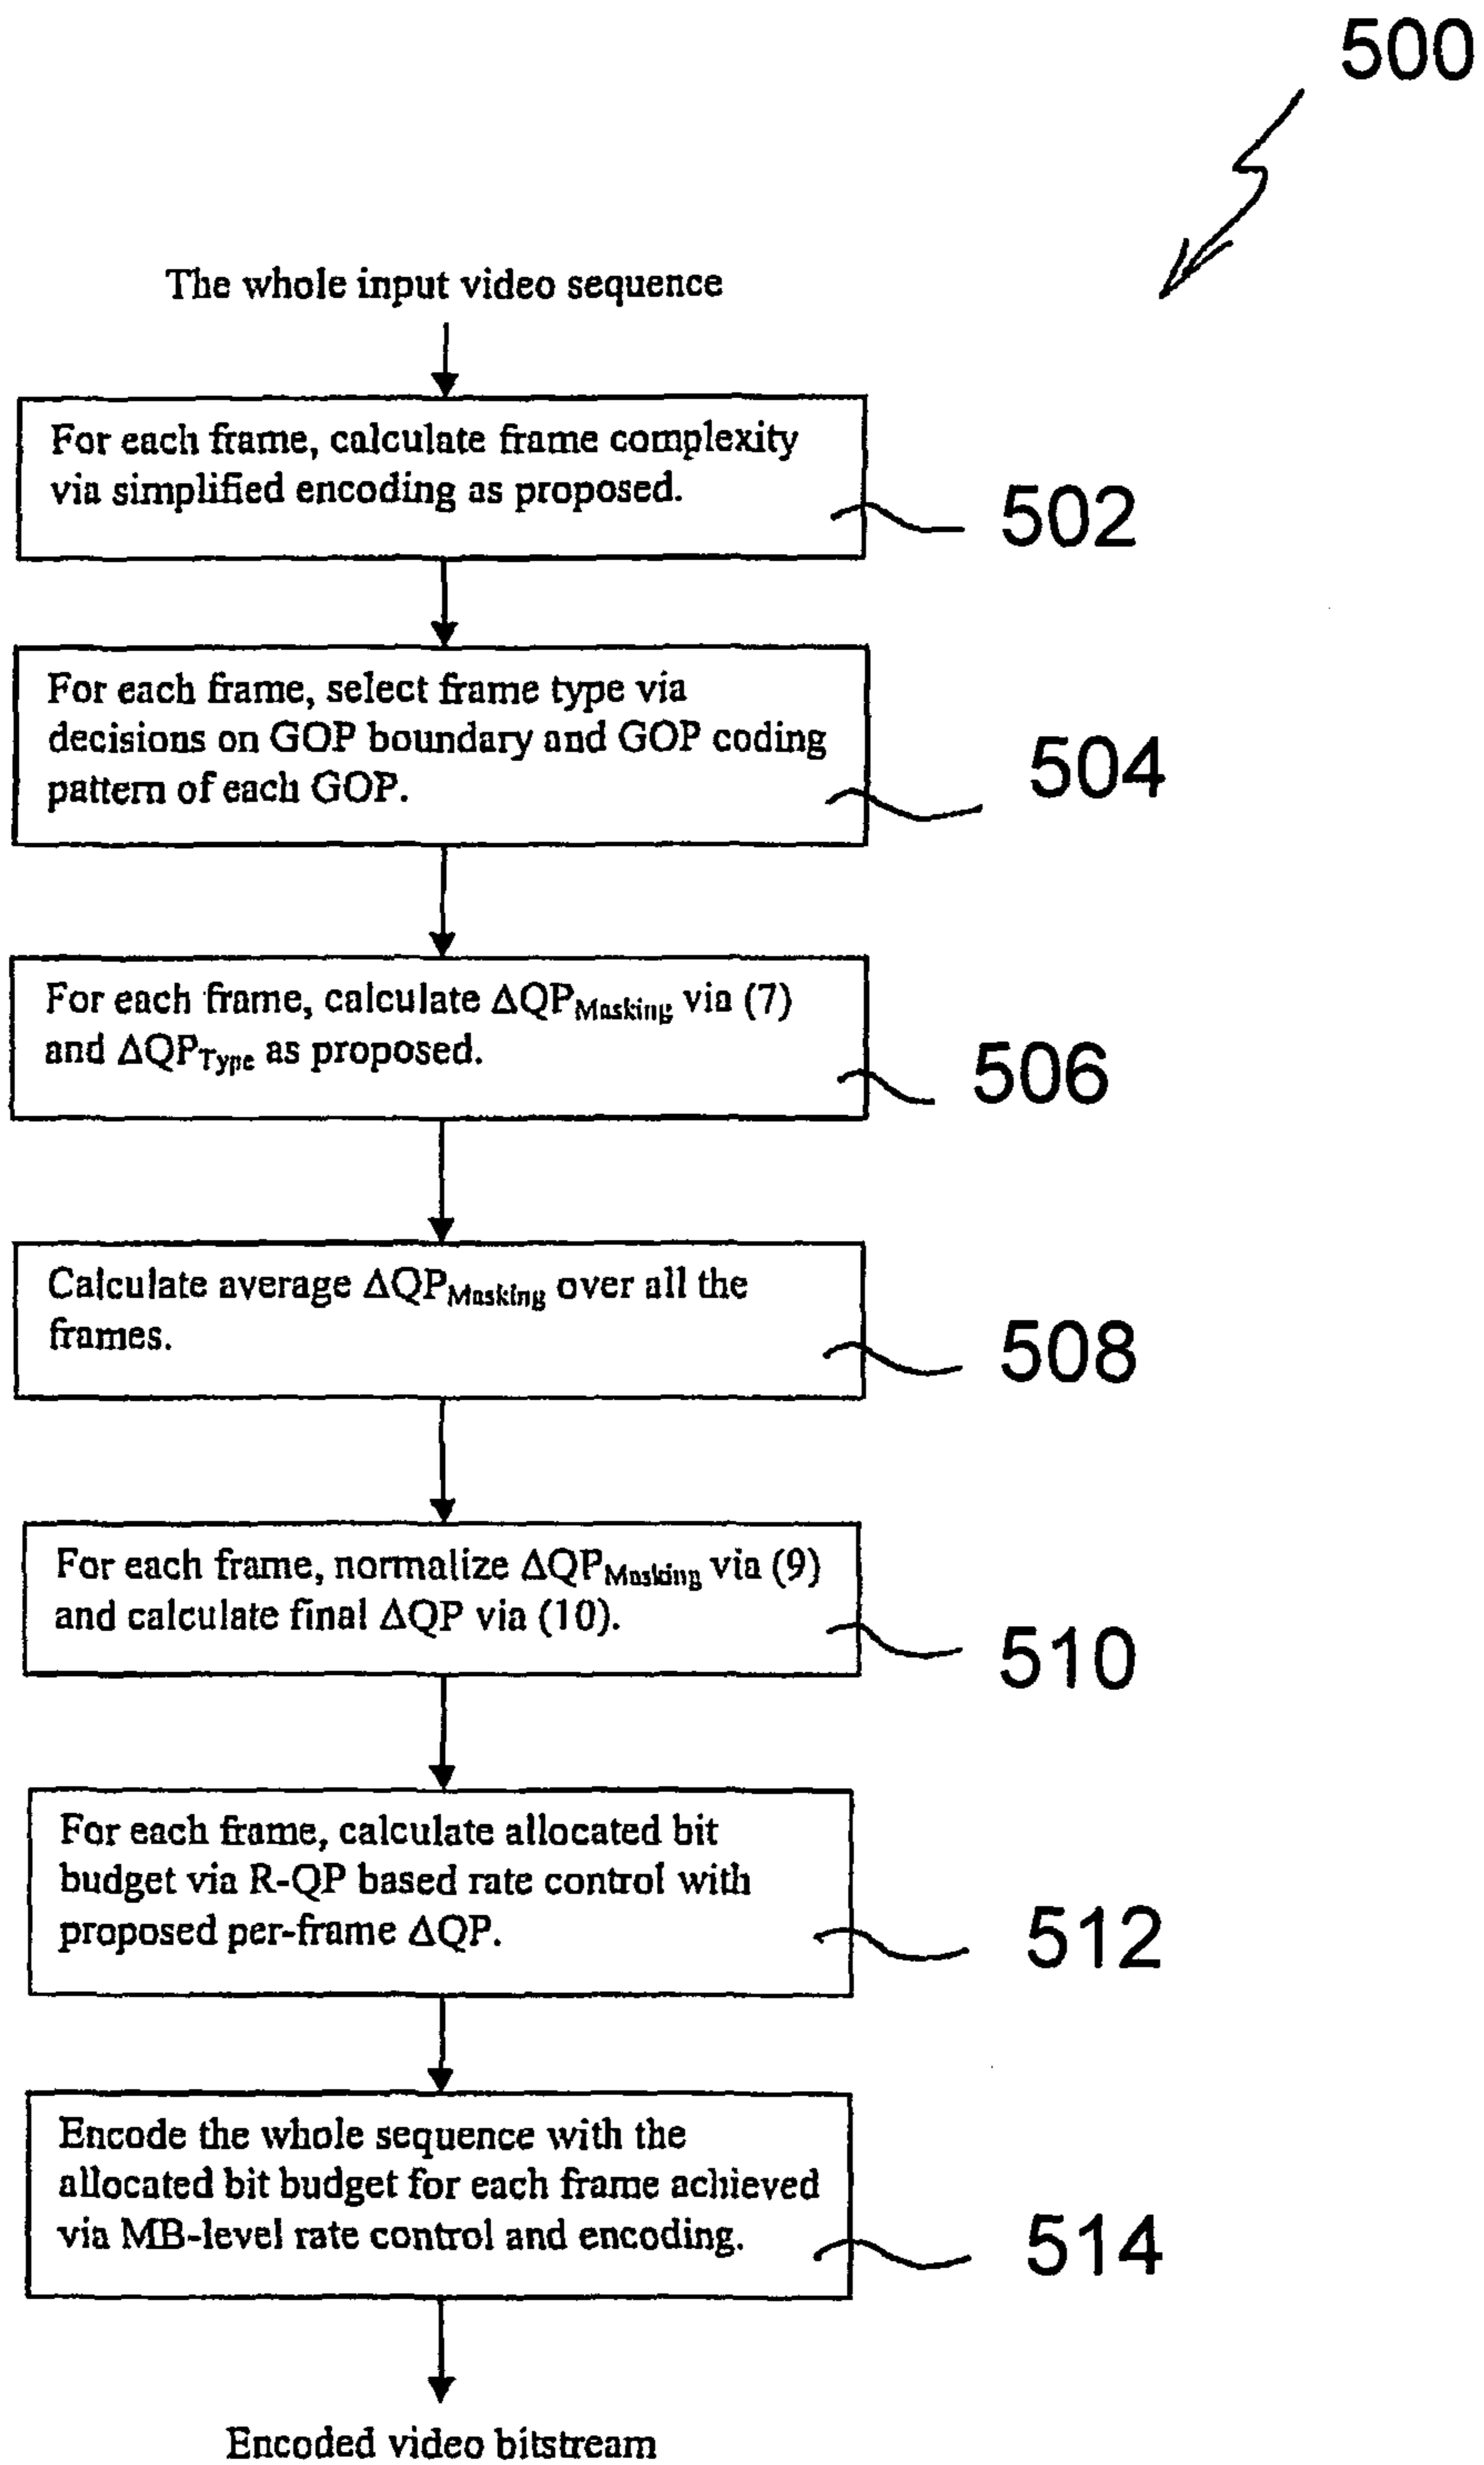 500
The whole input video sequence
For each frame, calculate frame complexity
via simplified encoding as proposed.
502
For each frame, select frame type via
decisions on GOP boundary and GOP coding
pattern of each GOP.
504
For each frame, calculate ΔQP_Masking via (7)
and ΔQP_Type as proposed.
506
Calculate average ΔQP_Masking over all the
frames.
508
For each frame, normalize ΔQP_Masking via (9)
and calculate final ΔQP via (10).
510
For each frame, calculate allocated bit
budget via R-QP based rate control with
proposed per-frame ΔQP.
512
Encode the whole sequence with the
allocated bit budget for each frame achieved
via MB-level rate control and encoding.
514
Encoded video bitstream